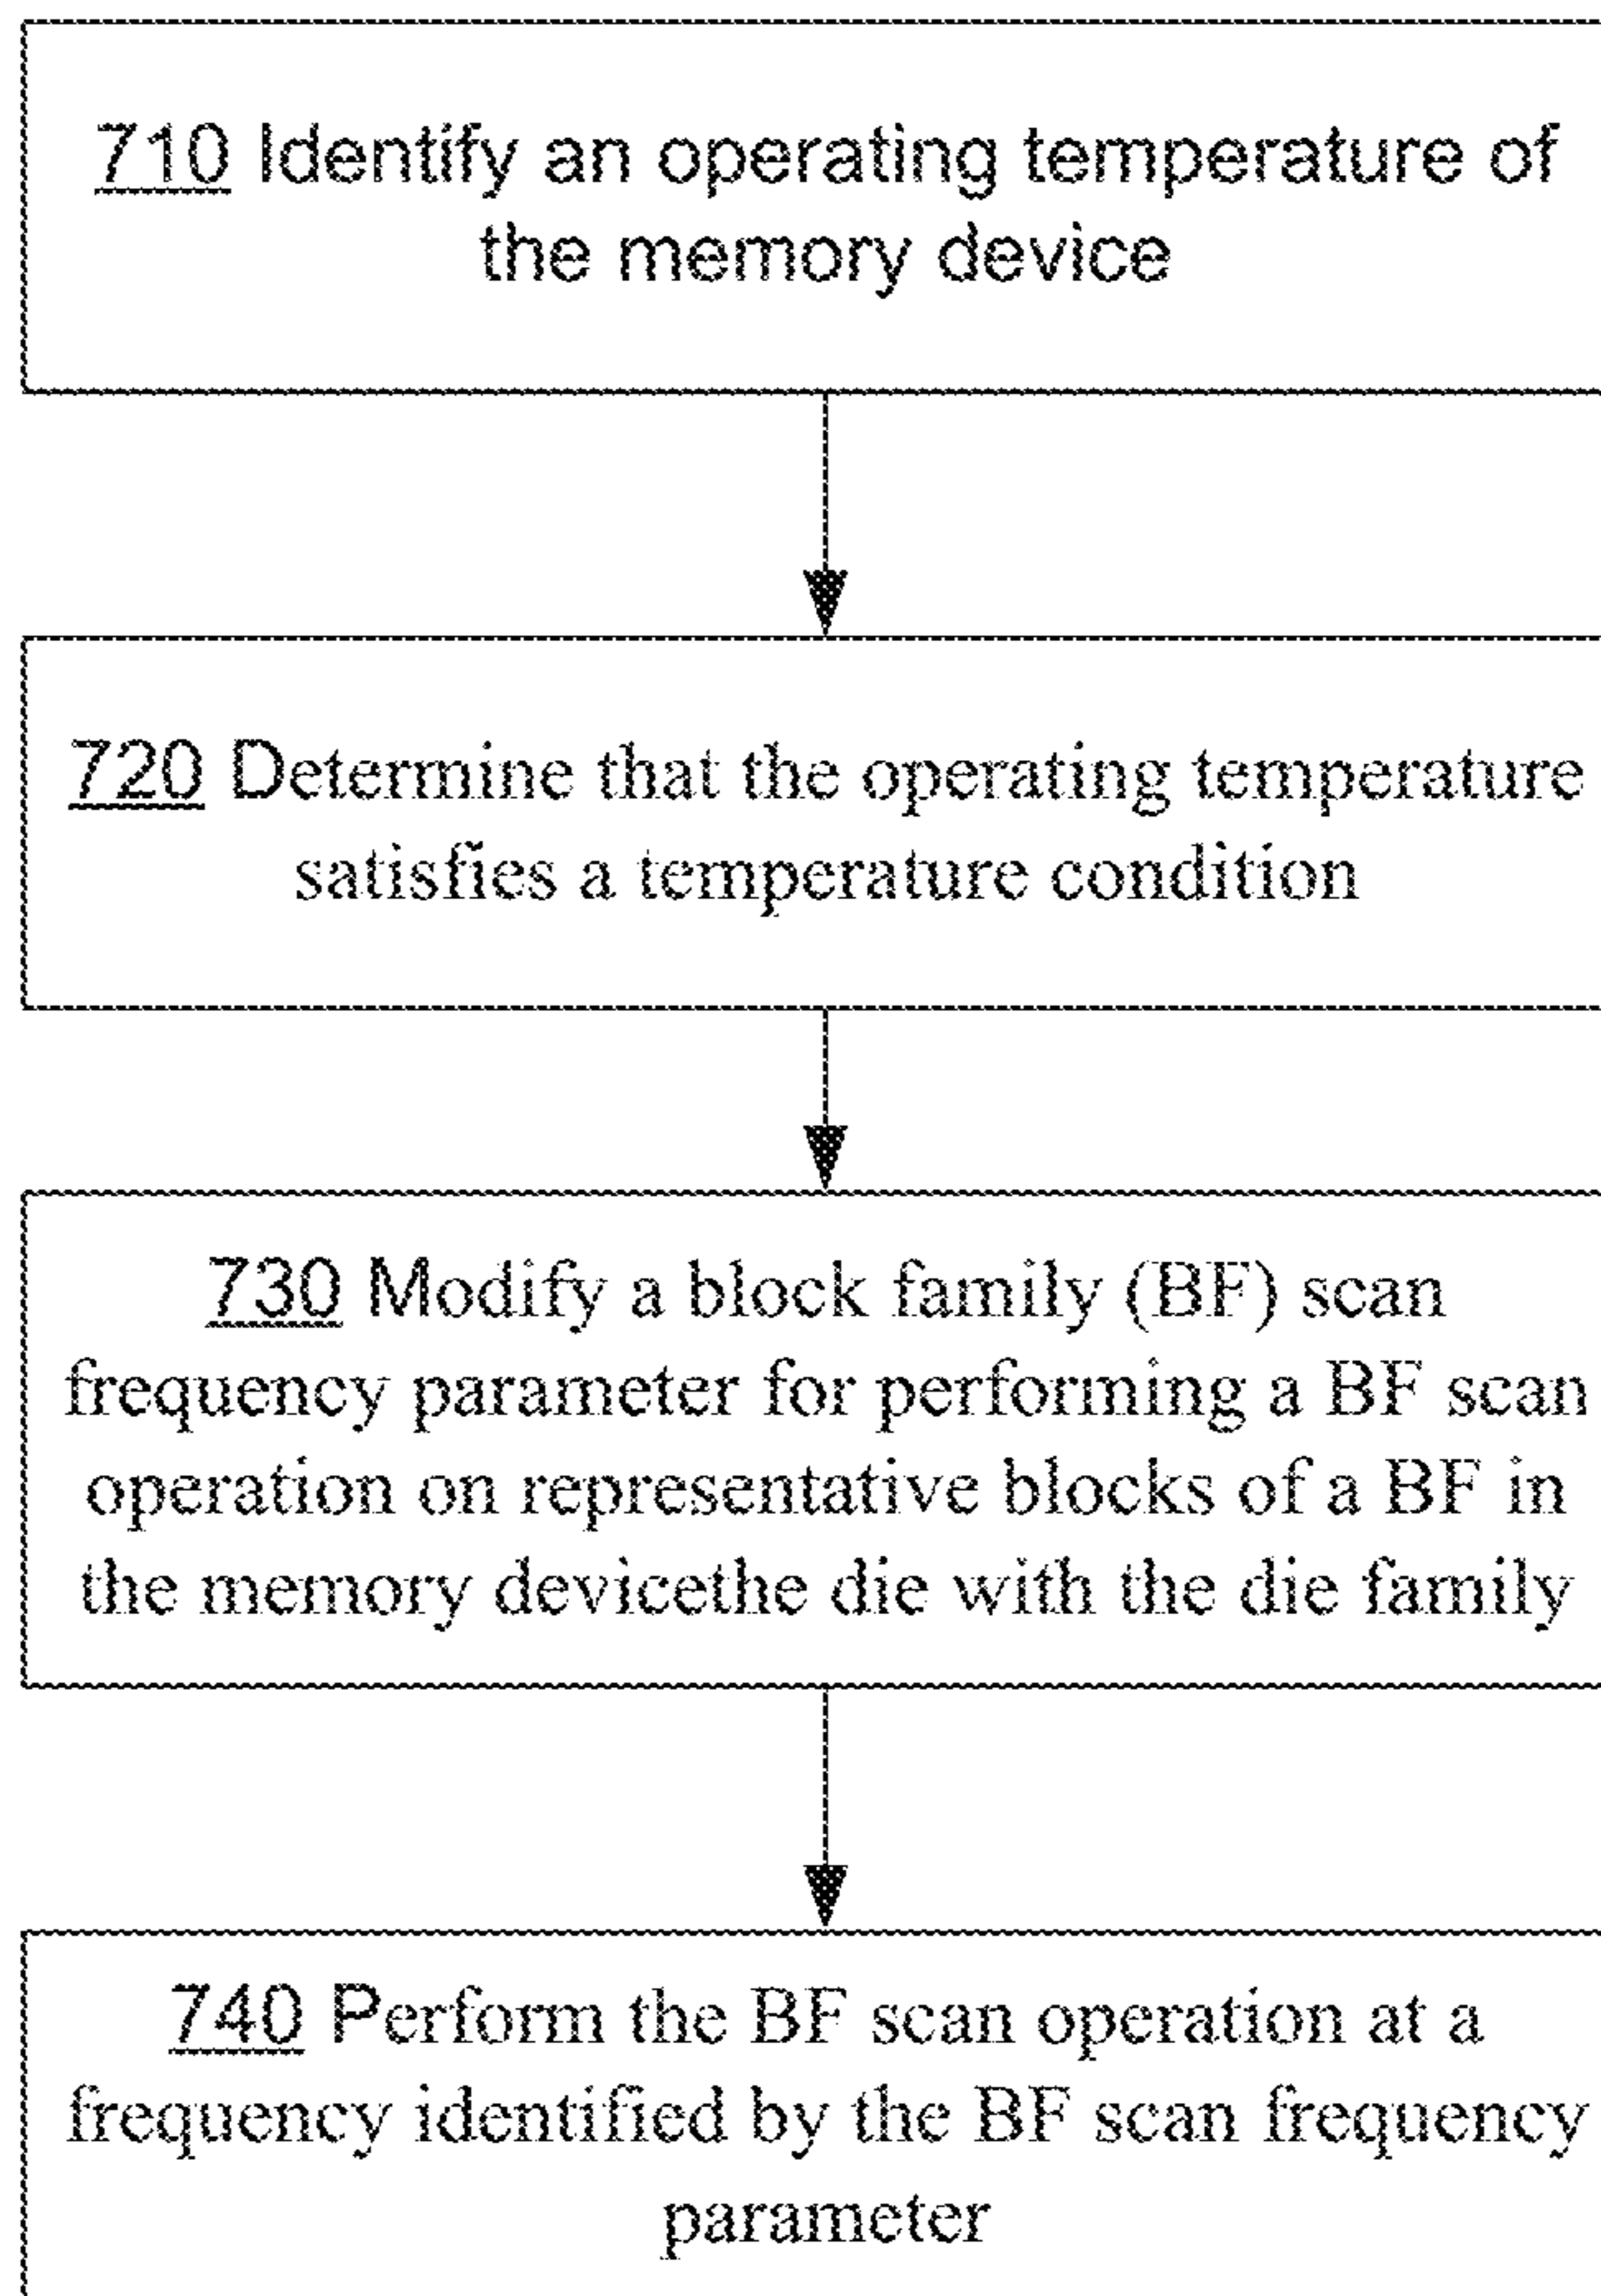 710 Identify an operating temperature of
the memory device
720 Determine that the operating temperature
satisfies a temperature condition
730 Modify a block family (BF) scan
frequency parameter for performing a BF scan
operation on representative blocks of a BF in
the memory devicethe die with the die family
740 Perform the BF scan operation at a
frequency identified by the BF scan frequency
parameter